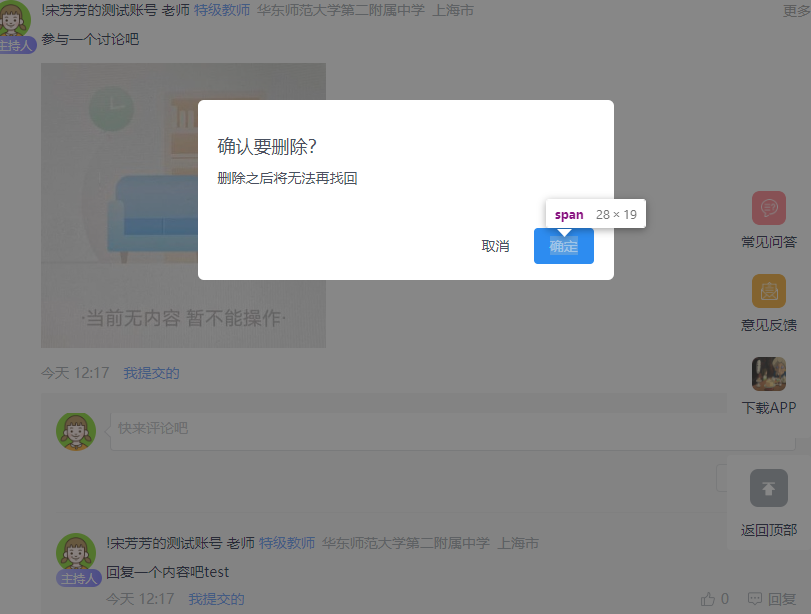 !宋芳芳的测试账号 老师 特级教师 华东师范大学第二附属中学 上海市 更多
主持人 参与一个讨论吧
确认要删除?
删除之后将无法再找回
span 28 × 19
取消 确定
·当前无内容 暂不能操作·
今天 12:17 我提交的
常见问答
意见反馈
下载APP
快来评论吧
返回顶部
!宋芳芳的测试账号 老师 特级教师 华东师范大学第二附属中学 上海市
主持人 回复一个内容吧test
今天 12:17 我提交的 0 回复